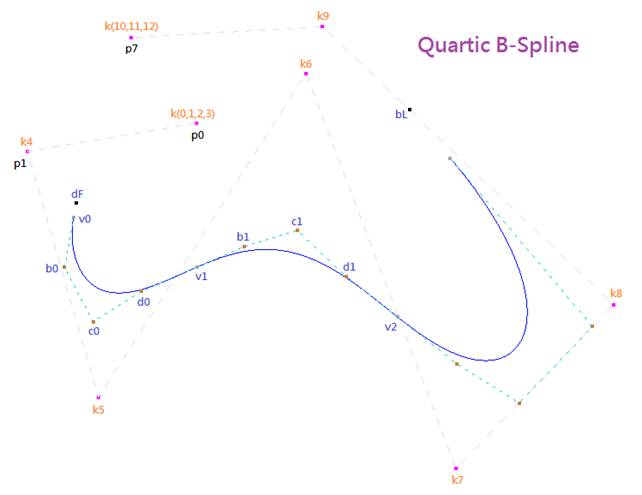 k9
k(10,11,12)
p7
Quartic B-Spline
k6
k(0,1,2,3)
p0
bL
k4
p1
dF
v0
c1
b1
b0
v1
d1
k8
d0
c0
v2
k5
k7